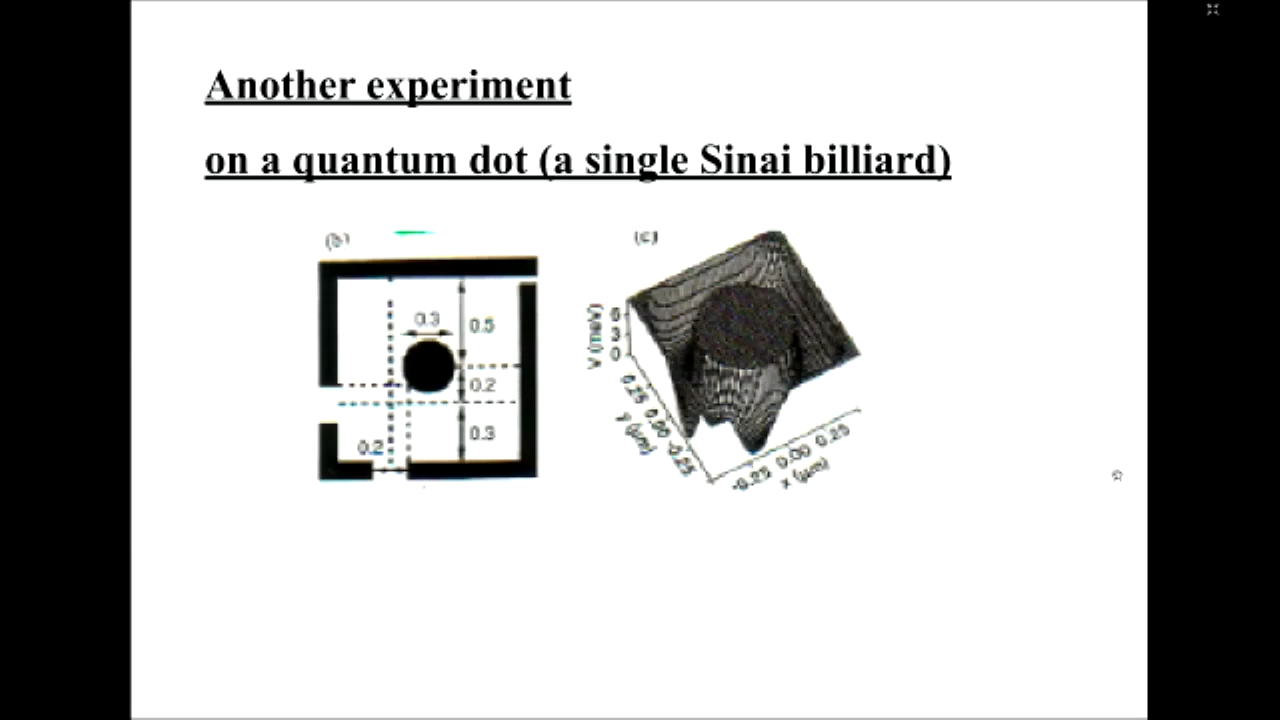 Another experiment
on a quantum dot (a single Sinai billiard)
(b)
(c)
0.3
0.5
0.2
0.3
0.2
V (meV)
6
3
0
0.25 0.00 -0.25
y (μm)
-0.25 0.00 0.25
x (μm)